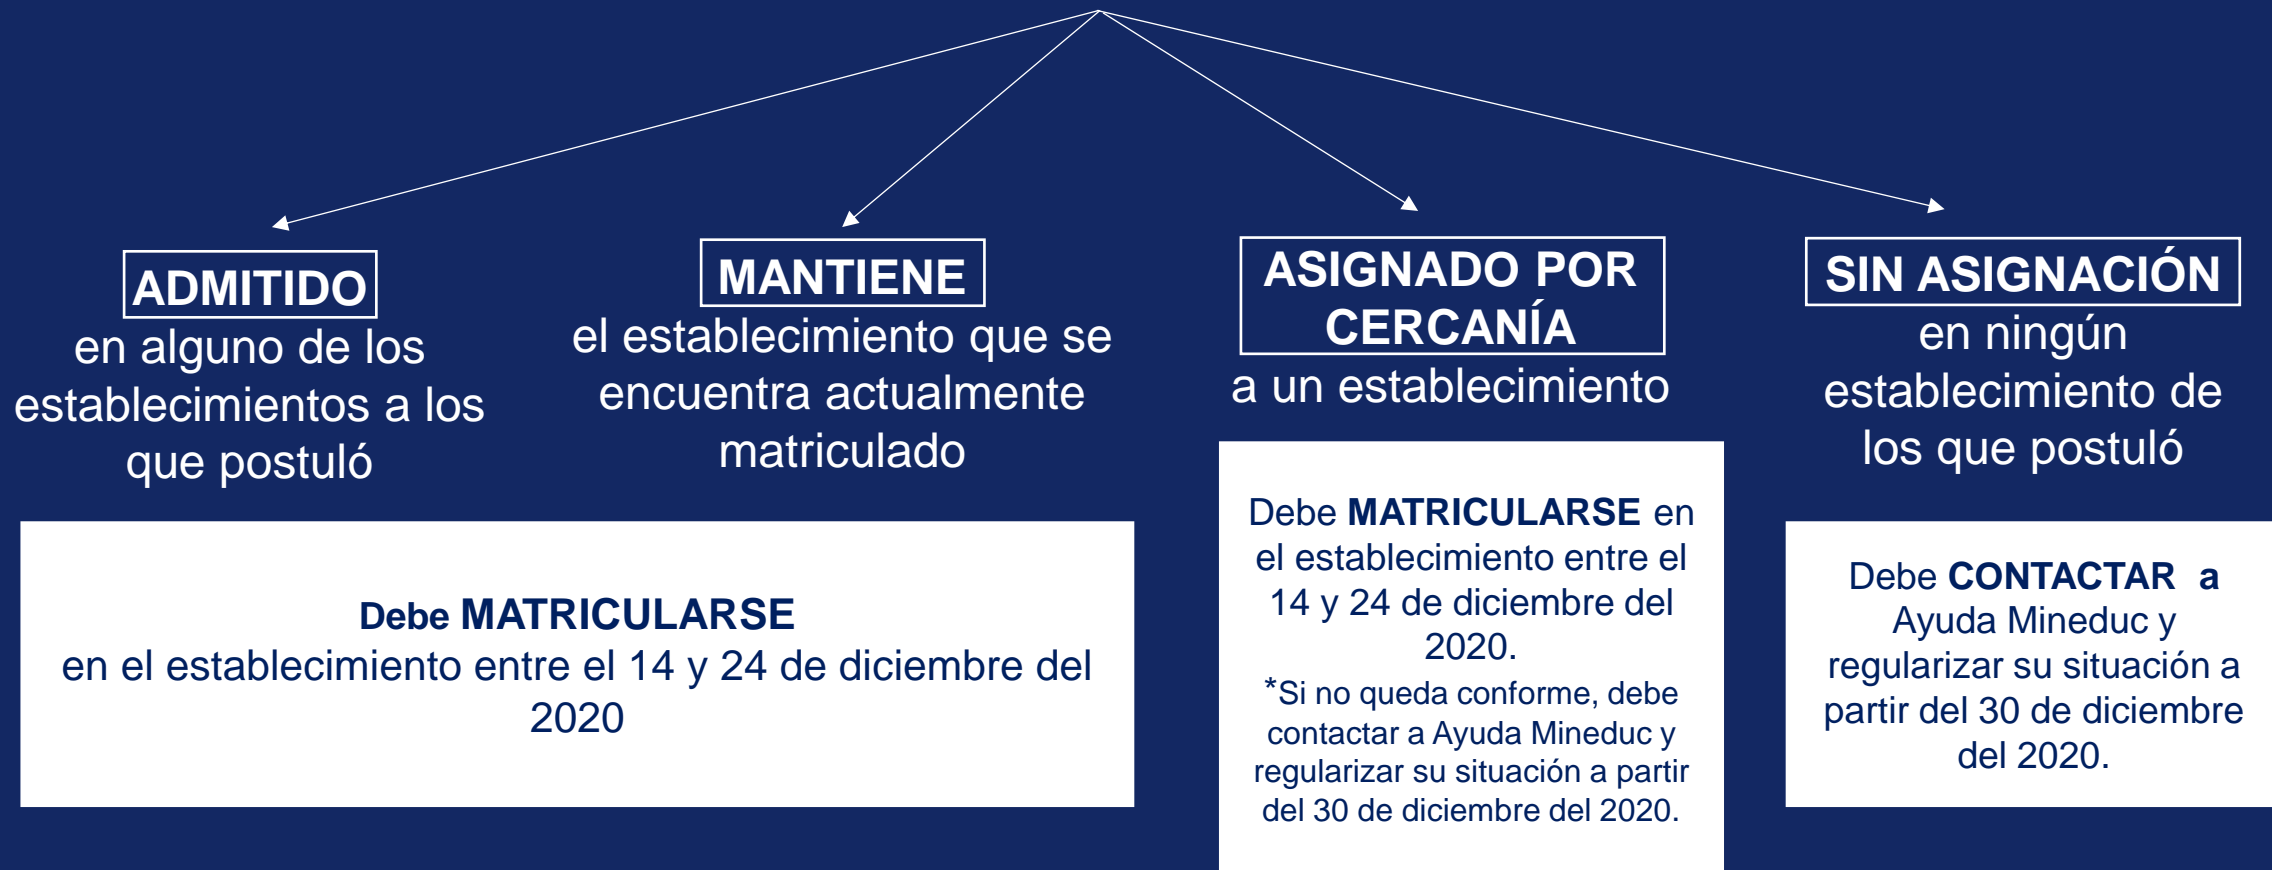 ADMITIDO
en alguno de los
establecimientos a los
que postuló
MANTIENE
el establecimiento que se
encuentra actualmente
matriculado
Debe MATRICULARSE
en el establecimiento entre el 14 y 24 de diciembre del
2020
ASIGNADO POR
CERCANÍA
a un establecimiento
Debe MATRICULARSE en
el establecimiento entre el
14 y 24 de diciembre del
2020.
*Si no queda conforme, debe
contactar a Ayuda Mineduc y
regularizar su situación a partir
del 30 de diciembre del 2020.
SIN ASIGNACIÓN
en ningún
establecimiento de
los que postuló
Debe CONTACTAR a
Ayuda Mineduc y
regularizar su situación a
partir del 30 de diciembre
del 2020.